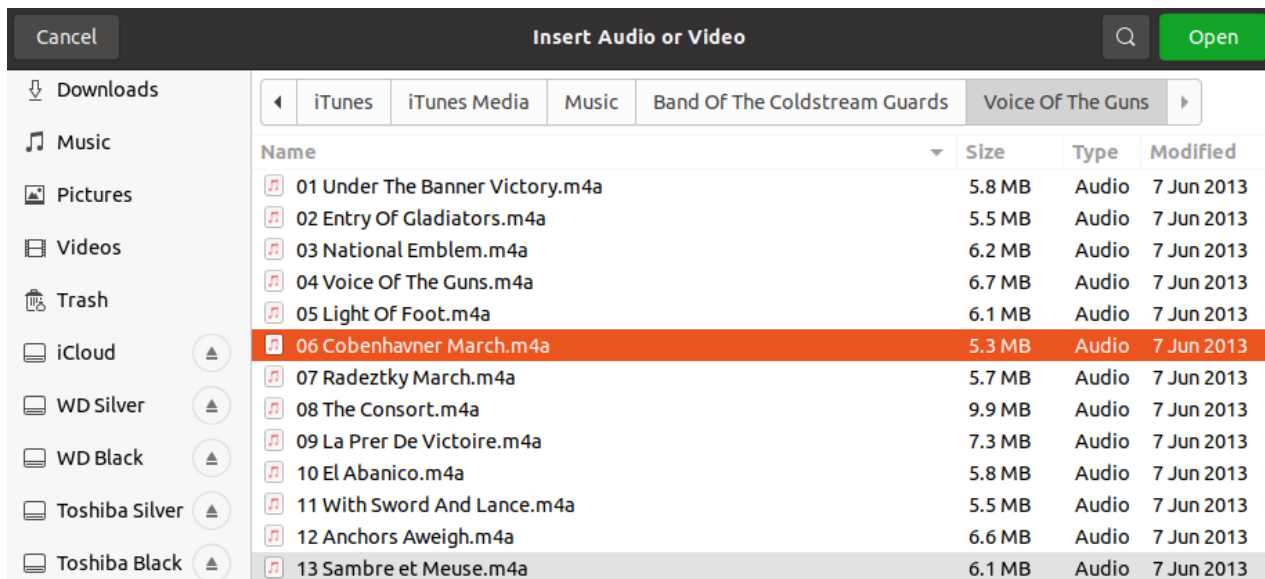 Cancel Insert Audio or Video Open
Downloads
Music
Pictures
Videos
Trash
iCloud
WD Silver
WD Black
Toshiba Silver
Toshiba Black
iTunes iTunes Media Music Band Of The Coldstream Guards Voice Of The Guns
Name Size Type Modified
01 Under The Banner Victory.m4a 5.8 MB Audio 7 Jun 2013
02 Entry Of Gladiators.m4a 5.5 MB Audio 7 Jun 2013
03 National Emblem.m4a 6.2 MB Audio 7 Jun 2013
04 Voice Of The Guns.m4a 6.7 MB Audio 7 Jun 2013
05 Light Of Foot.m4a 6.1 MB Audio 7 Jun 2013
06 Cobenhavner March.m4a 5.3 MB Audio 7 Jun 2013
07 Radeztky March.m4a 5.7 MB Audio 7 Jun 2013
08 The Consort.m4a 9.9 MB Audio 7 Jun 2013
09 La Prer De Victoire.m4a 7.3 MB Audio 7 Jun 2013
10 El Abanico.m4a 5.8 MB Audio 7 Jun 2013
11 With Sword And Lance.m4a 5.5 MB Audio 7 Jun 2013
12 Anchors Aweigh.m4a 6.6 MB Audio 7 Jun 2013
13 Sambre et Meuse.m4a 6.1 MB Audio 7 Jun 2013